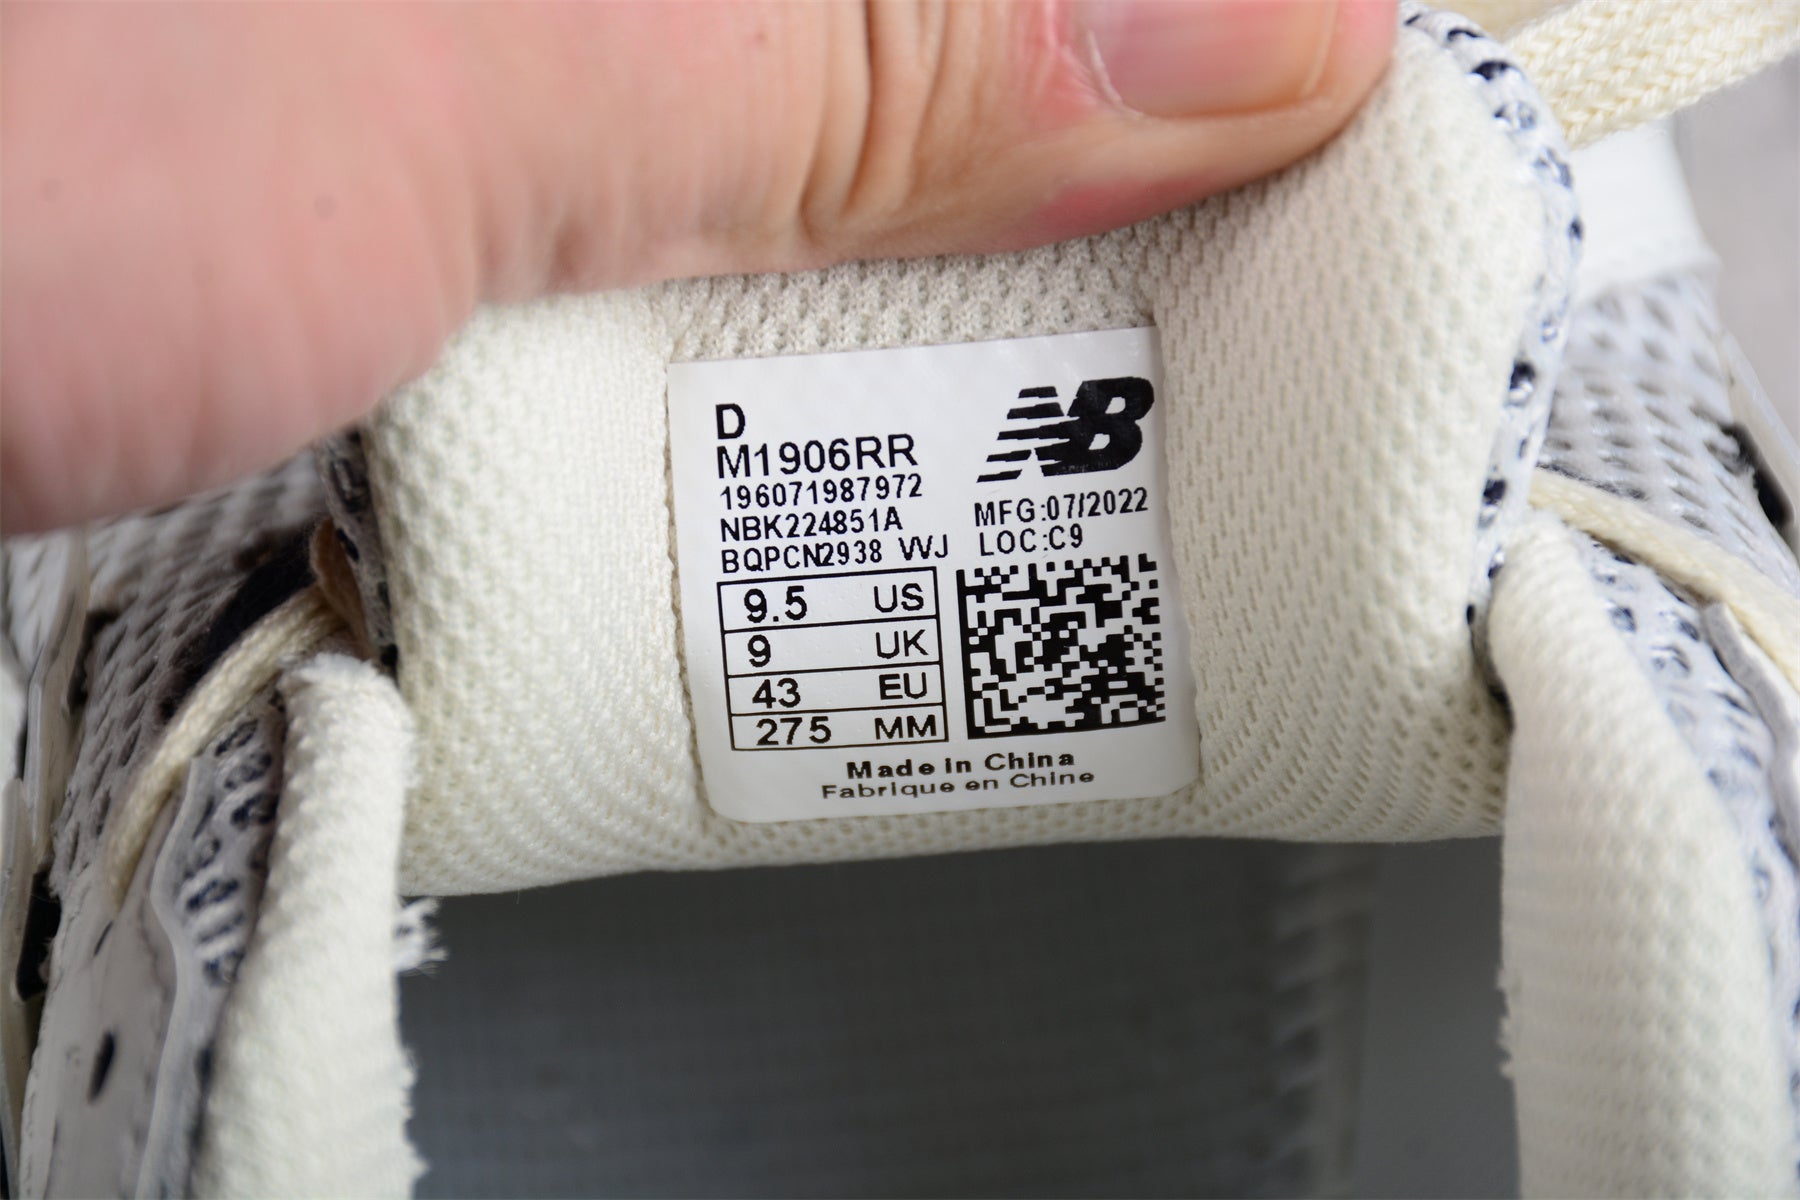 D
M1906RR
196071987972
NBK224851A
BQPCN2938 VVJ
NB
MFG:07/2022
LOC:C9
9.5 US
9 UK
43 EU
275 MM
Made in China
Fabrique en Chine